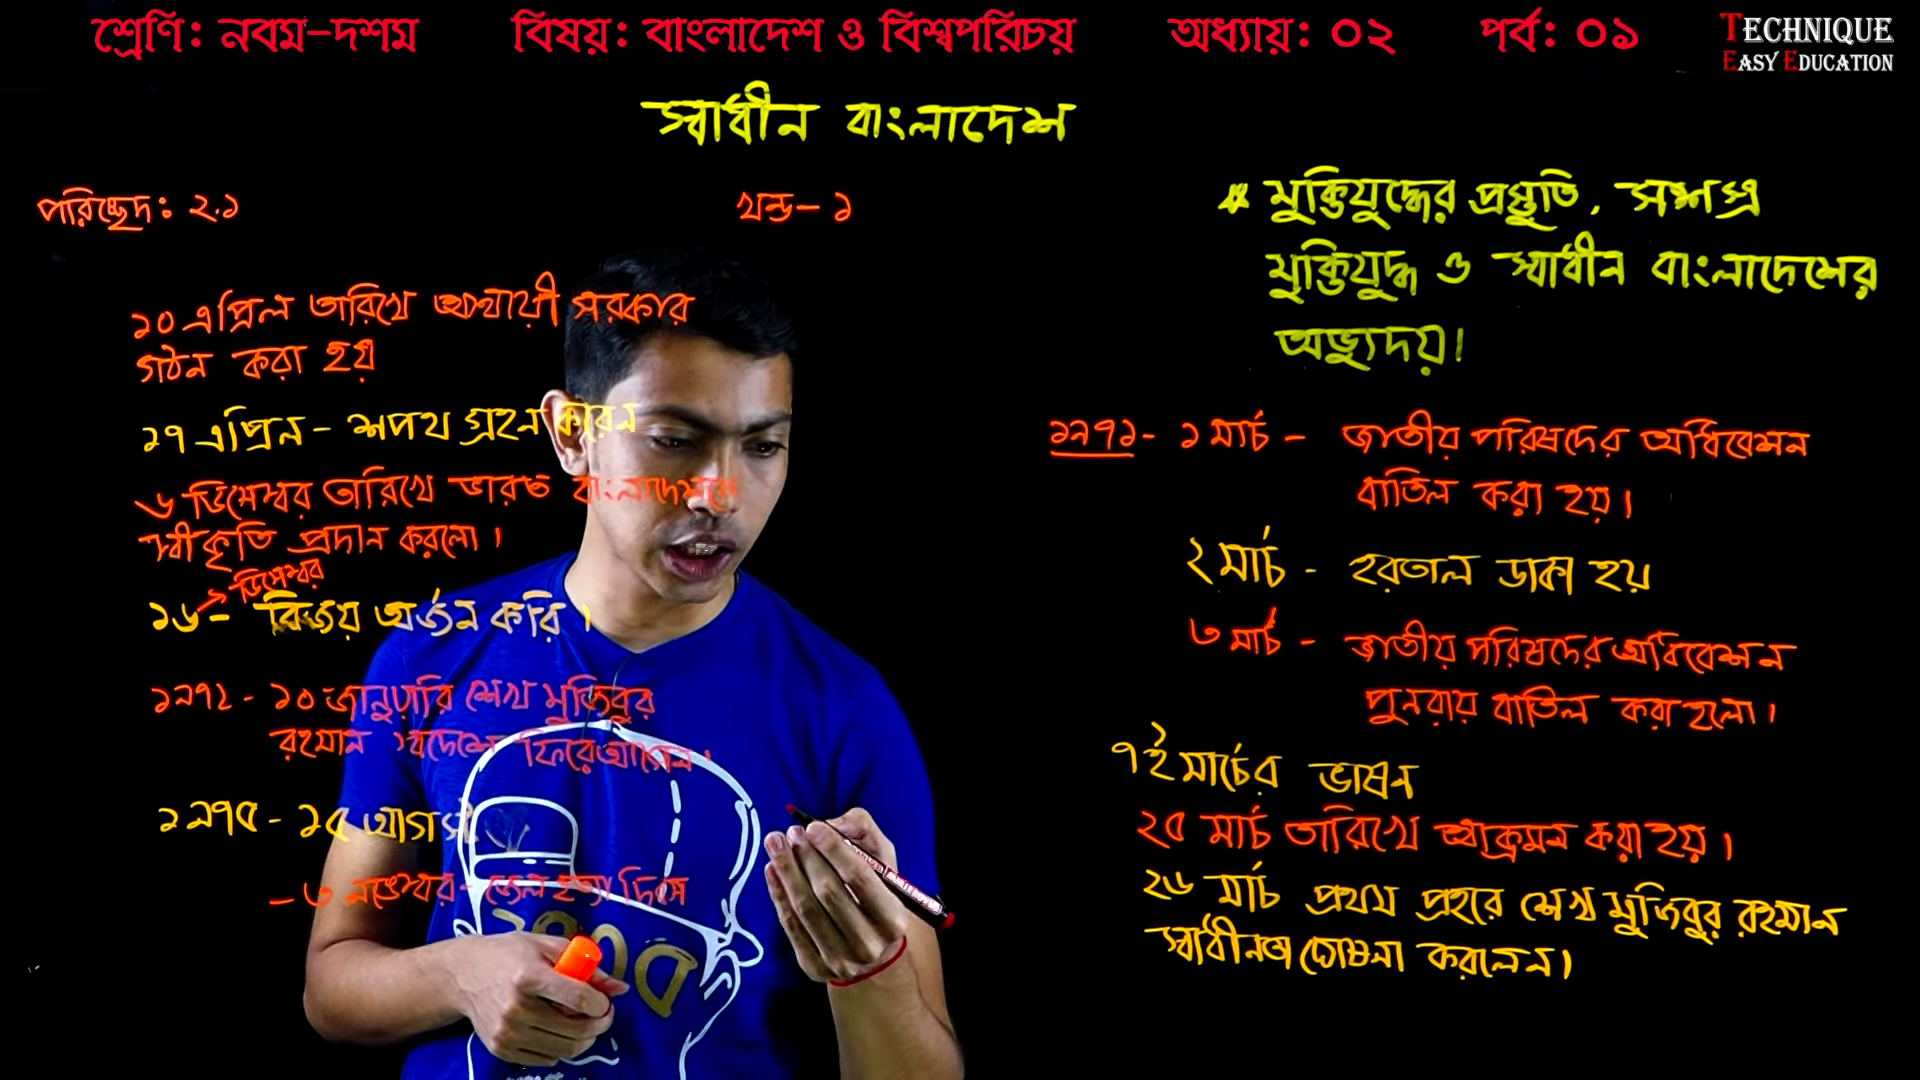 শ্রেণি: নবম-দশম বিষয়: বাংলাদেশ ও বিশ্বপরিচয় অধ্যায়: ০২ পর্ব: ০১
TECHNIQUE
EASY EDUCATION
স্বাধীন বাংলাদেশ
পরিচ্ছেদ: ২.১
খন্ড- ১
১০ এপ্রিল তারিখে অস্থায়ী সরকার
গঠন করা হয়
১৭ এপ্রিল - শপথ গ্রহন করেন
৬ ডিসেম্বর তারিখে ভারত বাংলাদেশকে
স্বীকৃতি প্রদান করলো।
ডিসেম্বর
১৬ - বিজয় অর্জন করি।
১৯৭২ - ১০ জানুয়ারি শেখ মুজিবুর
রহমান স্বদেশে ফিরে আসেন।
১৯৭৫ - ১৫ আগস্ট
- ৩ নভেম্বর - জেল হত্যা দিবস
* মুক্তিযুদ্ধের প্রস্তুতি, সশস্ত্র
মুক্তিযুদ্ধ ও স্বাধীন বাংলাদেশের
অভ্যুদয়।
১৯৭১ - ১ মার্চ - জাতীয় পরিষদের অধিবেশন
বাতিল করা হয়।
২ মার্চ - হরতাল ডাকা হয়
৩ মার্চ - জাতীয় পরিষদের অধিবেশন
পুনরায় বাতিল করা হলো।
৭ই মার্চের ভাষন
২৫ মার্চ তারিখে আক্রমন করা হয়।
২৬ মার্চ প্রথম প্রহরে শেখ মুজিবুর রহমান
স্বাধীনতা ঘোষনা করলেন।